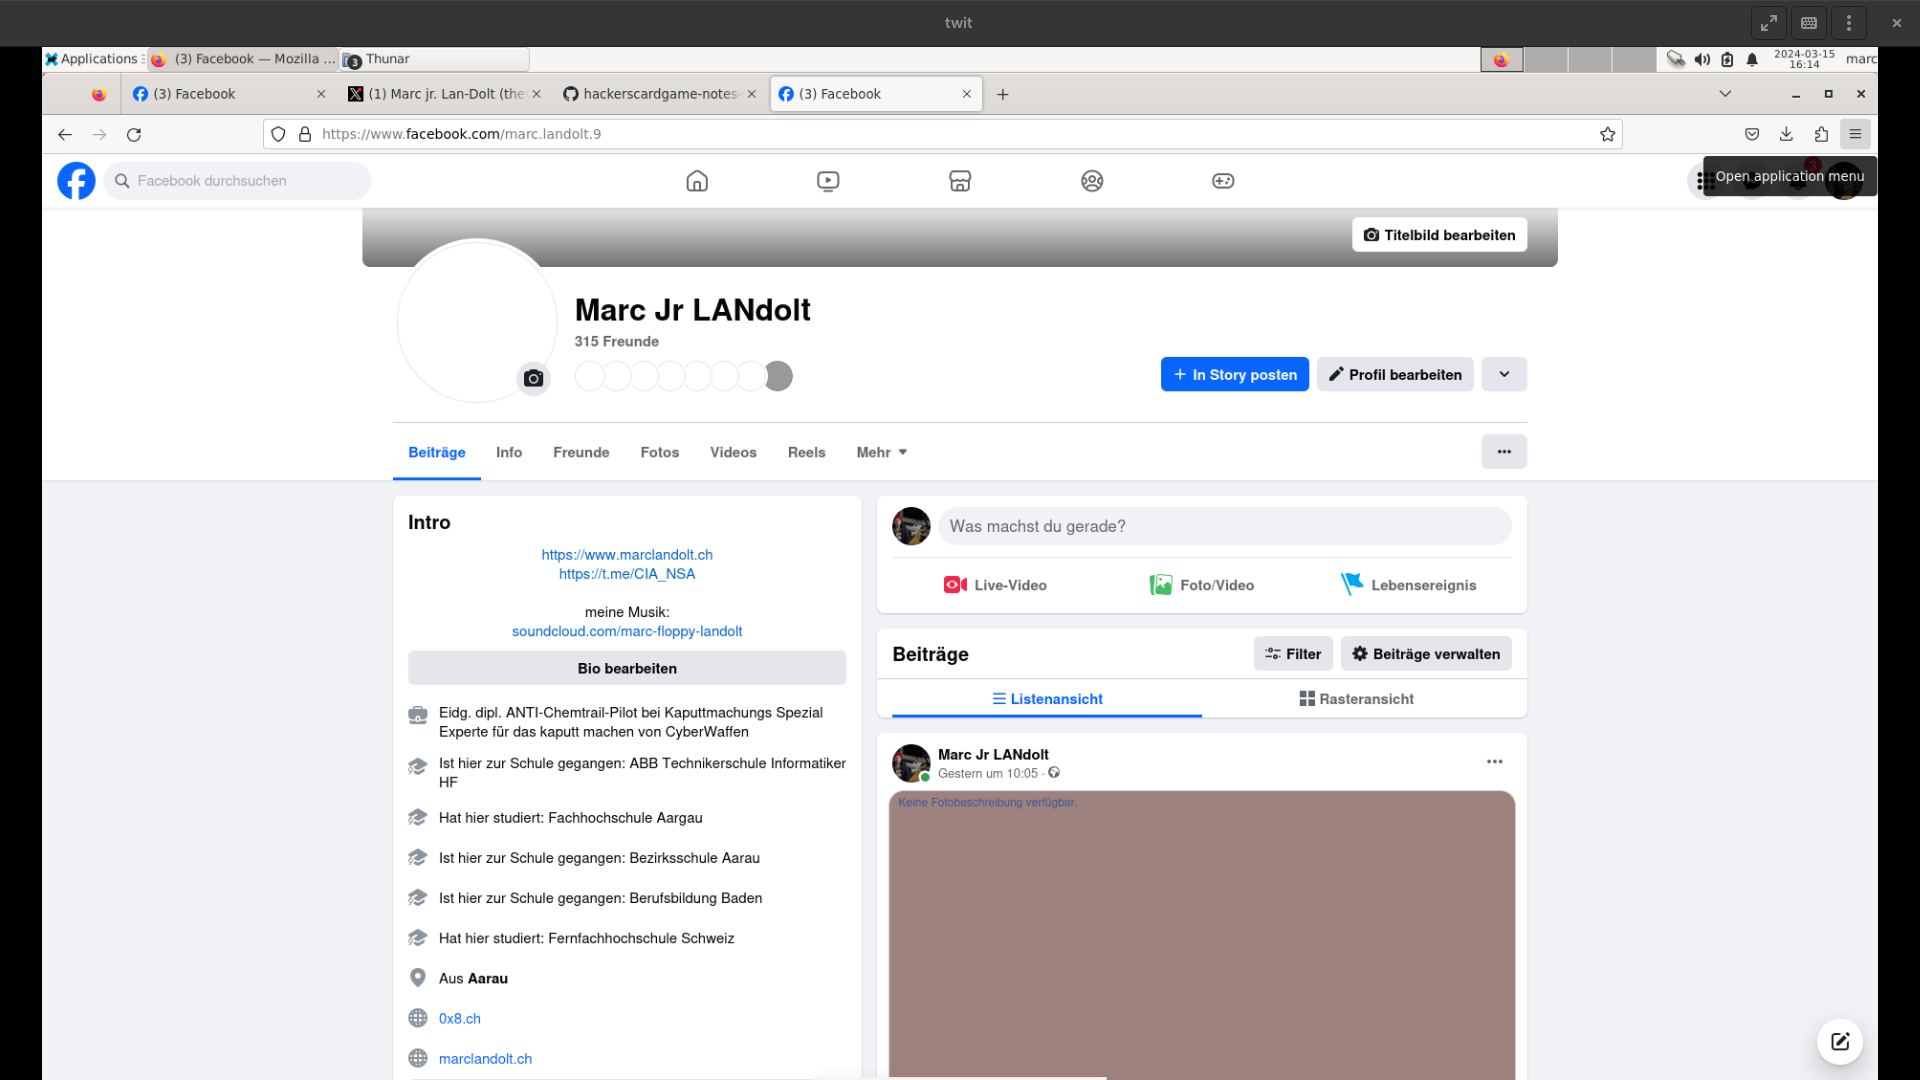 twit
Applications
(3) Facebook — Mozilla ...
3 Thunar
2024-03-15
16:14
marc
(3) Facebook
(1) Marc jr. Lan-Dolt (they
hackerscardgame-notes-
(3) Facebook
https://www.facebook.com/marc.landolt.9
Facebook durchsuchen
Open application menu
Titelbild bearbeiten
Marc Jr LANdolt
315 Freunde
In Story posten
Profil bearbeiten
Beiträge
Info
Freunde
Fotos
Videos
Reels
Mehr
Intro
https://www.marclandolt.ch
https://t.me/CIA_NSA
meine Musik:
soundcloud.com/marc-floppy-landolt
Bio bearbeiten
Eidg. dipl. ANTI-Chemtrail-Pilot bei Kaputtmachungs Spezial
Experte für das kaputt machen von CyberWaffen
Ist hier zur Schule gegangen: ABB Technikerschule Informatiker
HF
Hat hier studiert: Fachhochschule Aargau
Ist hier zur Schule gegangen: Bezirksschule Aarau
Ist hier zur Schule gegangen: Berufsbildung Baden
Hat hier studiert: Fernfachhochschule Schweiz
Aus Aarau
0x8.ch
marclandolt.ch
Was machst du gerade?
Live-Video
Foto/Video
Lebensereignis
Beiträge
Filter
Beiträge verwalten
Listenansicht
Rasteransicht
Marc Jr LANdolt
Gestern um 10:05 ·
Keine Fotobeschreibung verfügbar.